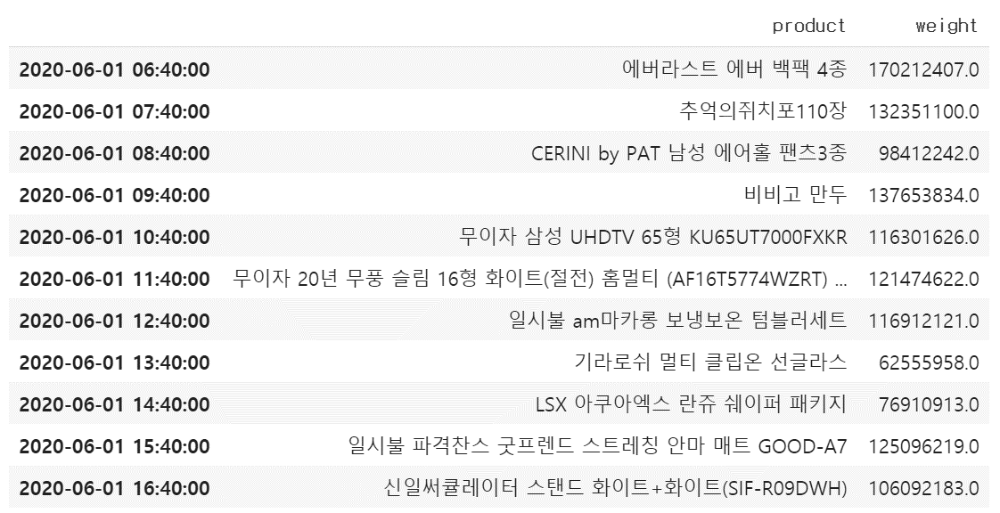 product weight
2020-06-01 06:40:00 에버라스트 에버 백팩 4종 170212407.0
2020-06-01 07:40:00 추억의쥐치포110장 132351100.0
2020-06-01 08:40:00 CERINI by PAT 남성 에어홀 팬츠3종 98412242.0
2020-06-01 09:40:00 비비고 만두 137653834.0
2020-06-01 10:40:00 무이자 삼성 UHDTV 65형 KU65UT7000FXKR 116301626.0
2020-06-01 11:40:00 무이자 20년 무풍 슬림 16형 화이트(절전) 홈멀티 (AF16T5774WZRT) ... 121474622.0
2020-06-01 12:40:00 일시불 am마카롱 보냉보온 텀블러세트 116912121.0
2020-06-01 13:40:00 기라로쉬 멀티 클립온 선글라스 62555958.0
2020-06-01 14:40:00 LSX 아쿠아엑스 란쥬 쉐이퍼 패키지 76910913.0
2020-06-01 15:40:00 일시불 파격찬스 굿프렌드 스트레칭 안마 매트 GOOD-A7 125096219.0
2020-06-01 16:40:00 신일써큘레이터 스탠드 화이트+화이트(SIF-R09DWH) 106092183.0